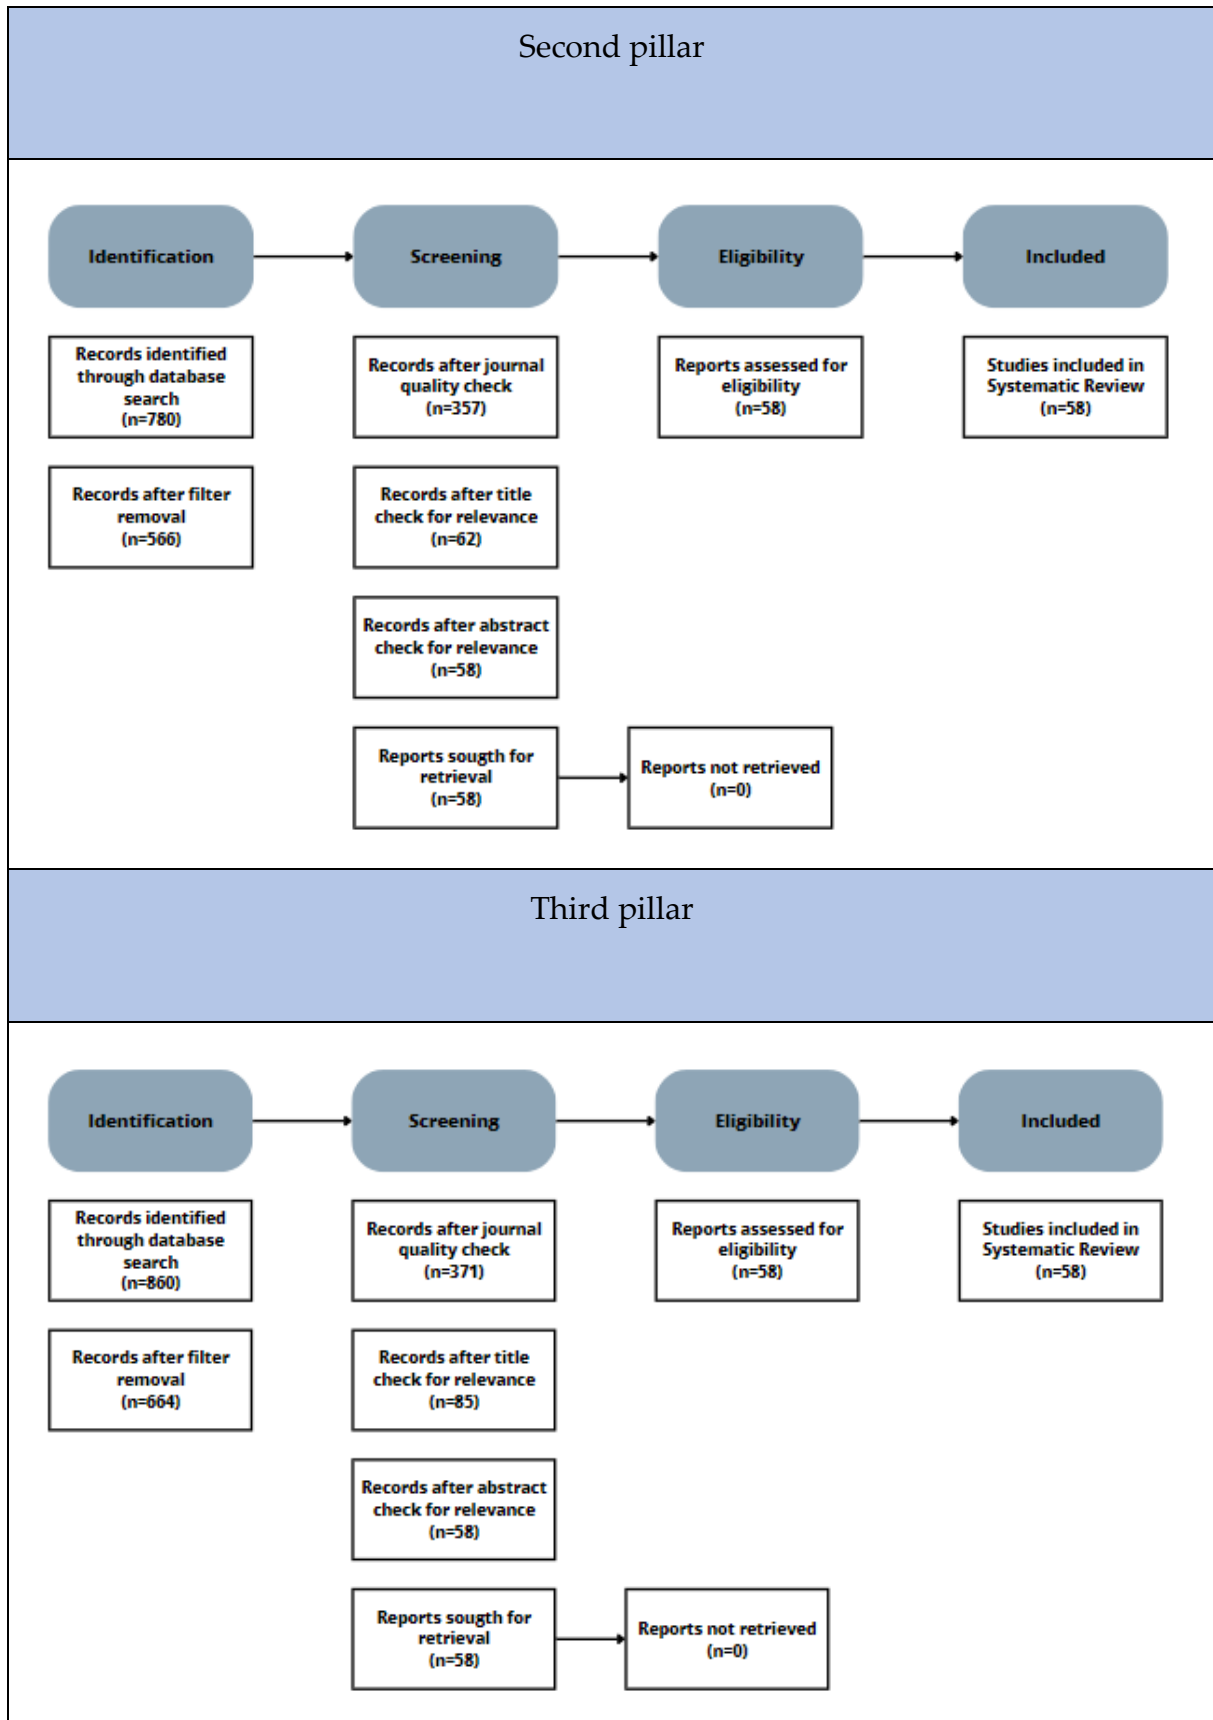 Second pillar
Identification
Screening
Eligibility
Included
Records identified
through database
search
(n=780)
Records after journal
quality check
(n=357)
Reports assessed for
eligibility
(n=58)
Studies included in
Systematic Review
(n=58)
Records after filter
removal
(n=566)
Records after title
check for relevance
(n=62)
Records after abstract
check for relevance
(n=58)
Reports sougth for
retrieval
(n=58)
Reports not retrieved
(n=0)
Third pillar
Identification
Screening
Eligibility
Included
Records identified
through database
search
(n=860)
Records after journal
quality check
(n=371)
Reports assessed for
eligibility
(n=58)
Studies included in
Systematic Review
(n=58)
Records after filter
removal
(n=664)
Records after title
check for relevance
(n=85)
Records after abstract
check for relevance
(n=58)
Reports sougth for
retrieval
(n=58)
Reports not retrieved
(n=0)